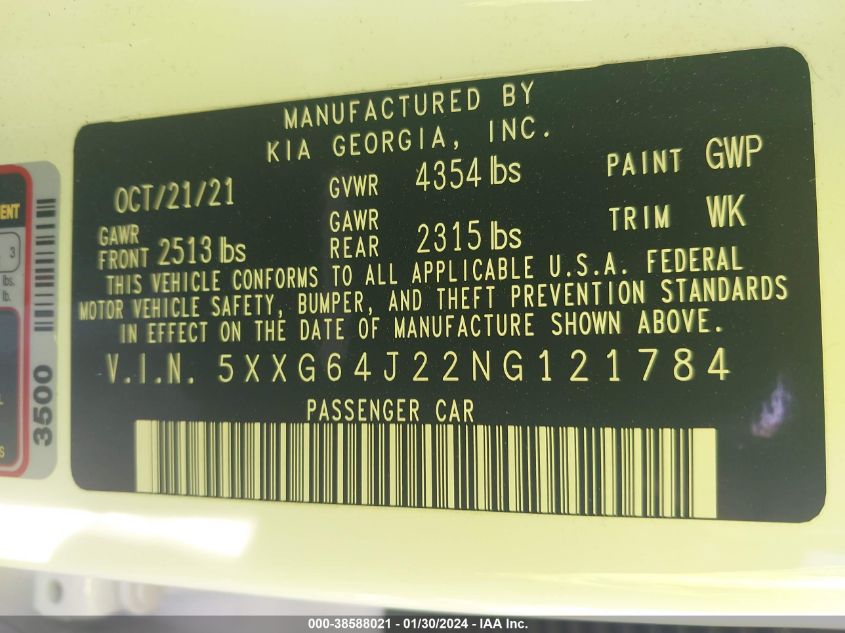 MANUFACTURED BY
KIA GEORGIA, INC.
OCT/21/21
GVWR 4354 lbs
PAINT GWP
GAWR
FRONT 2513 lbs
GAWR
REAR 2315 lbs
TRIM WK
THIS VEHICLE CONFORMS TO ALL APPLICABLE U.S.A. FEDERAL
MOTOR VEHICLE SAFETY, BUMPER, AND THEFT PREVENTION STANDARDS
IN EFFECT ON THE DATE OF MANUFACTURE SHOWN ABOVE.
V.I.N. 5XXG64J22NG121784
PASSENGER CAR
3
lbs.
lb.
3500
000-38588021 - 01/30/2024 - IAA Inc.